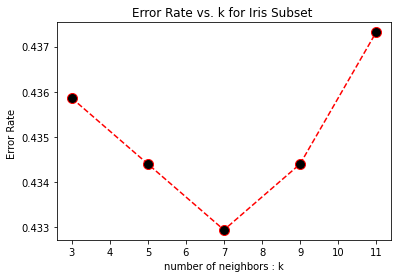 Error Rate vs. k for Iris Subset
0.437
0.436
0.435
0.434
0.433
Error Rate
3 4 5 6 7 8 9 10 11
number of neighbors : k